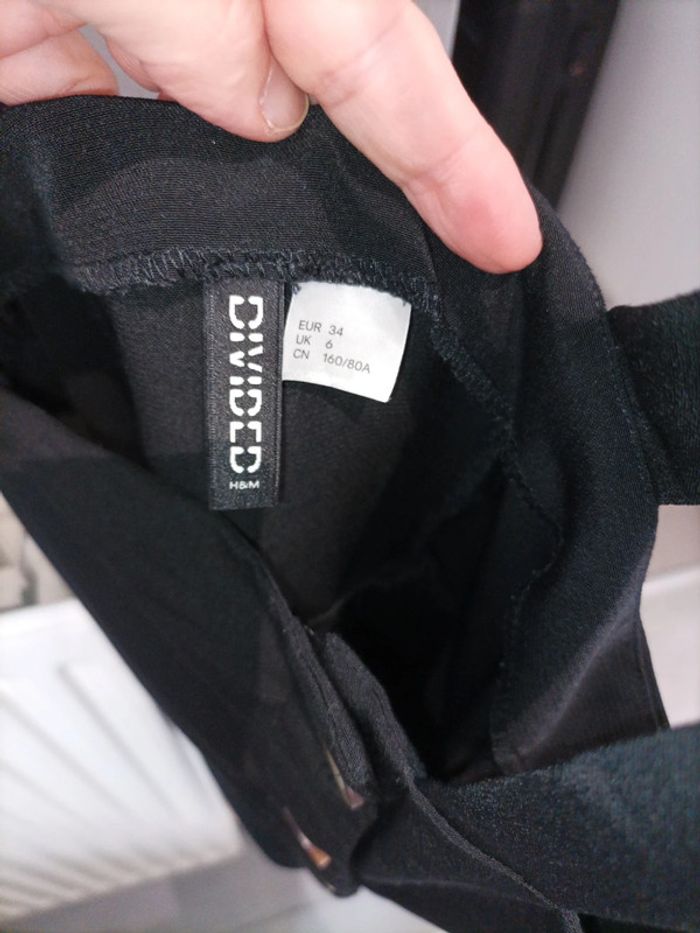 DIVIDED
H&M
EUR 34
UK 6
CN 160/80A